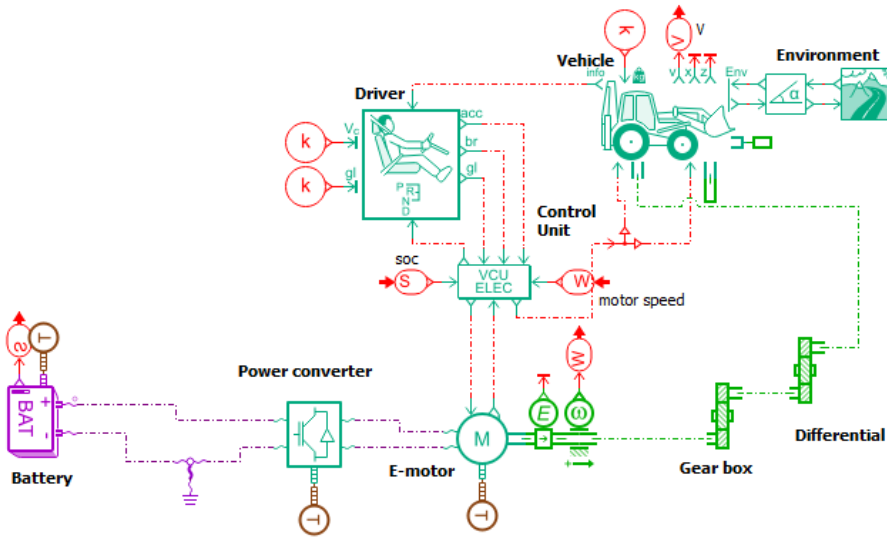 k
V
Vehicle
Environment
info
kg
v x z
Env
α
Driver
acc
k
Vc
br
k
gl
gl
P
R
N
D
Control
Unit
soc
S
VCU
ELEC
W
motor speed
S
T
W
Power converter
BAT
+
-
E
ω
M
+
Differential
Battery
E-motor
Gear box
T
T
V